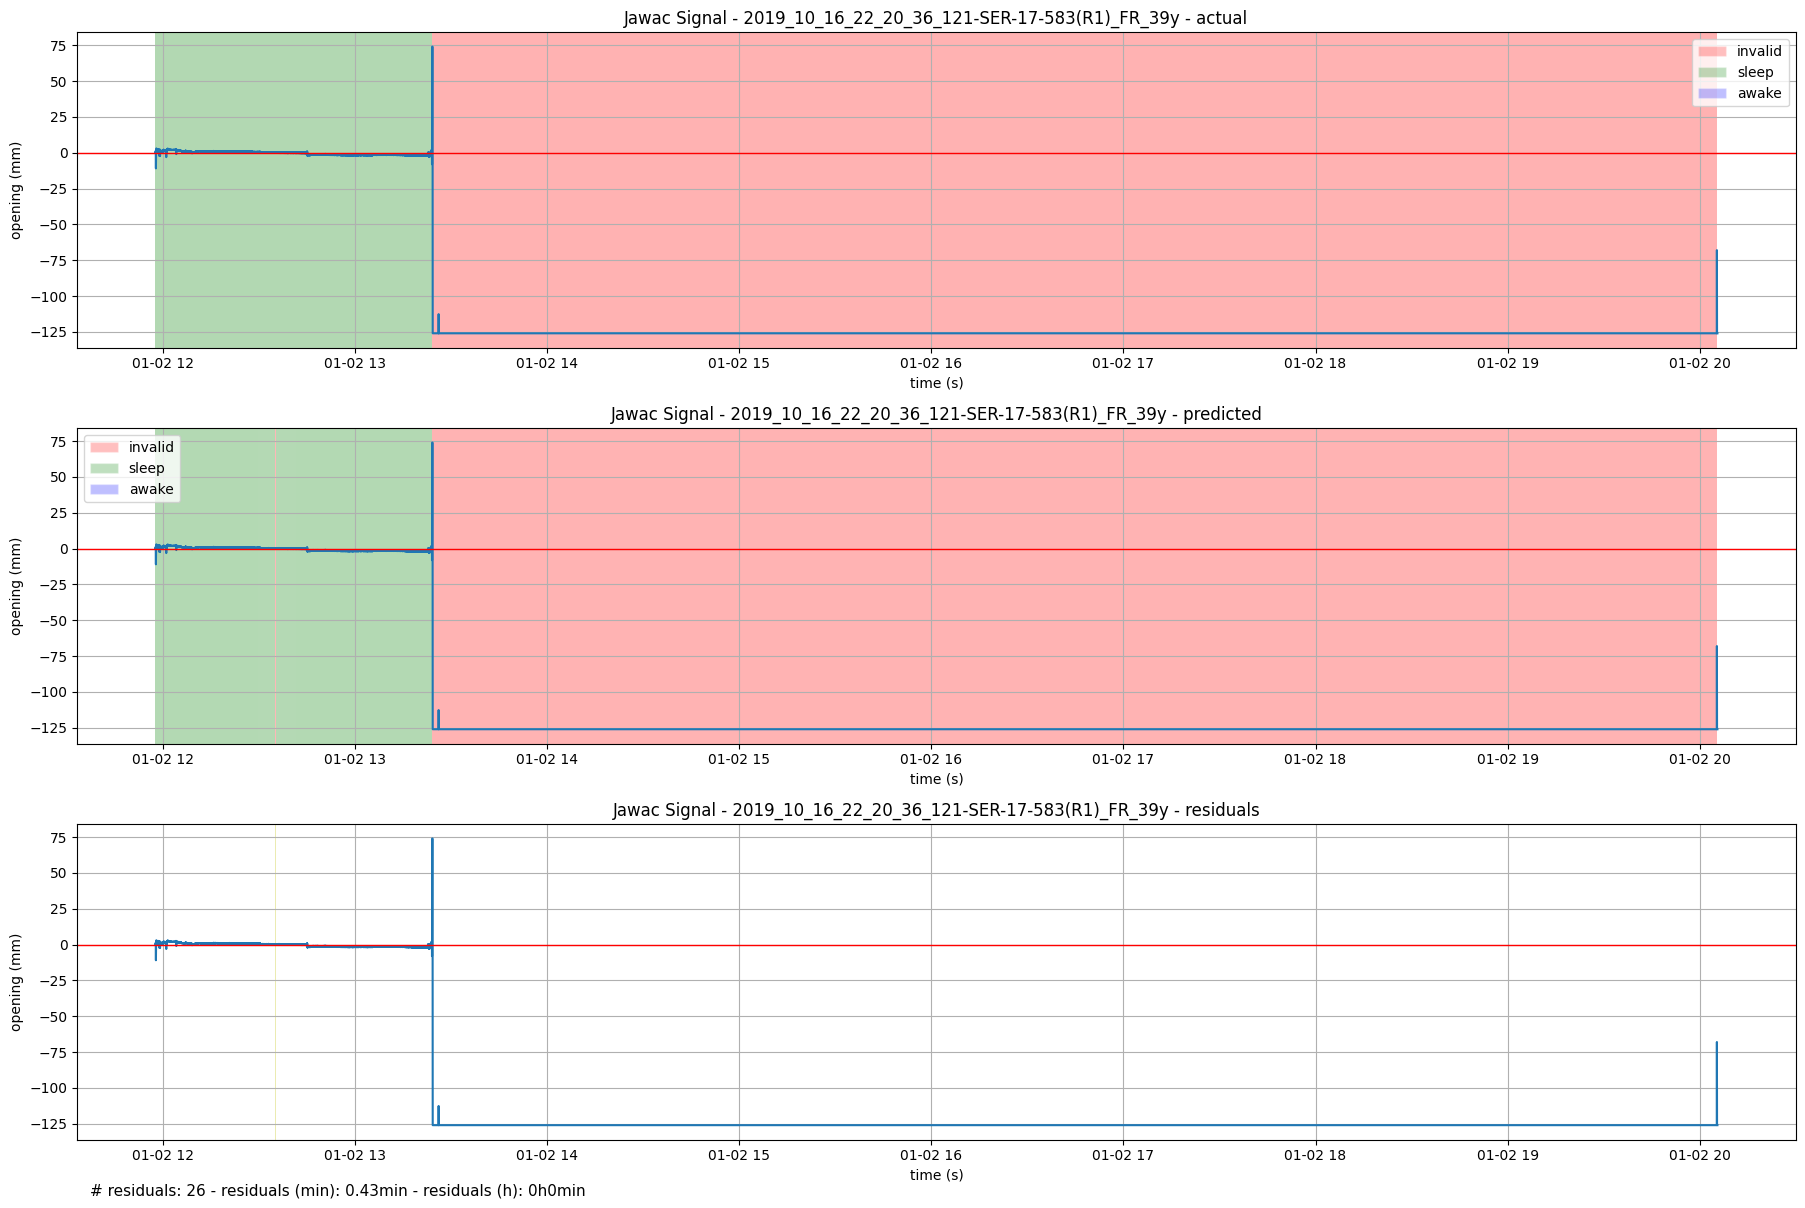 Jawac Signal - 2019_10_16_22_20_36_121-SER-17-583(R1)_FR_39y - actual
75
50
25
0
−25
−50
−75
−100
−125
opening (mm)
invalid
sleep
awake
01-02 12 01-02 13 01-02 14 01-02 15 01-02 16 01-02 17 01-02 18 01-02 19 01-02 20
time (s)
Jawac Signal - 2019_10_16_22_20_36_121-SER-17-583(R1)_FR_39y - predicted
75
50
25
0
−25
−50
−75
−100
−125
opening (mm)
invalid
sleep
awake
01-02 12 01-02 13 01-02 14 01-02 15 01-02 16 01-02 17 01-02 18 01-02 19 01-02 20
time (s)
Jawac Signal - 2019_10_16_22_20_36_121-SER-17-583(R1)_FR_39y - residuals
75
50
25
0
−25
−50
−75
−100
−125
opening (mm)
01-02 12 01-02 13 01-02 14 01-02 15 01-02 16 01-02 17 01-02 18 01-02 19 01-02 20
time (s)
# residuals: 26 - residuals (min): 0.43min - residuals (h): 0h0min